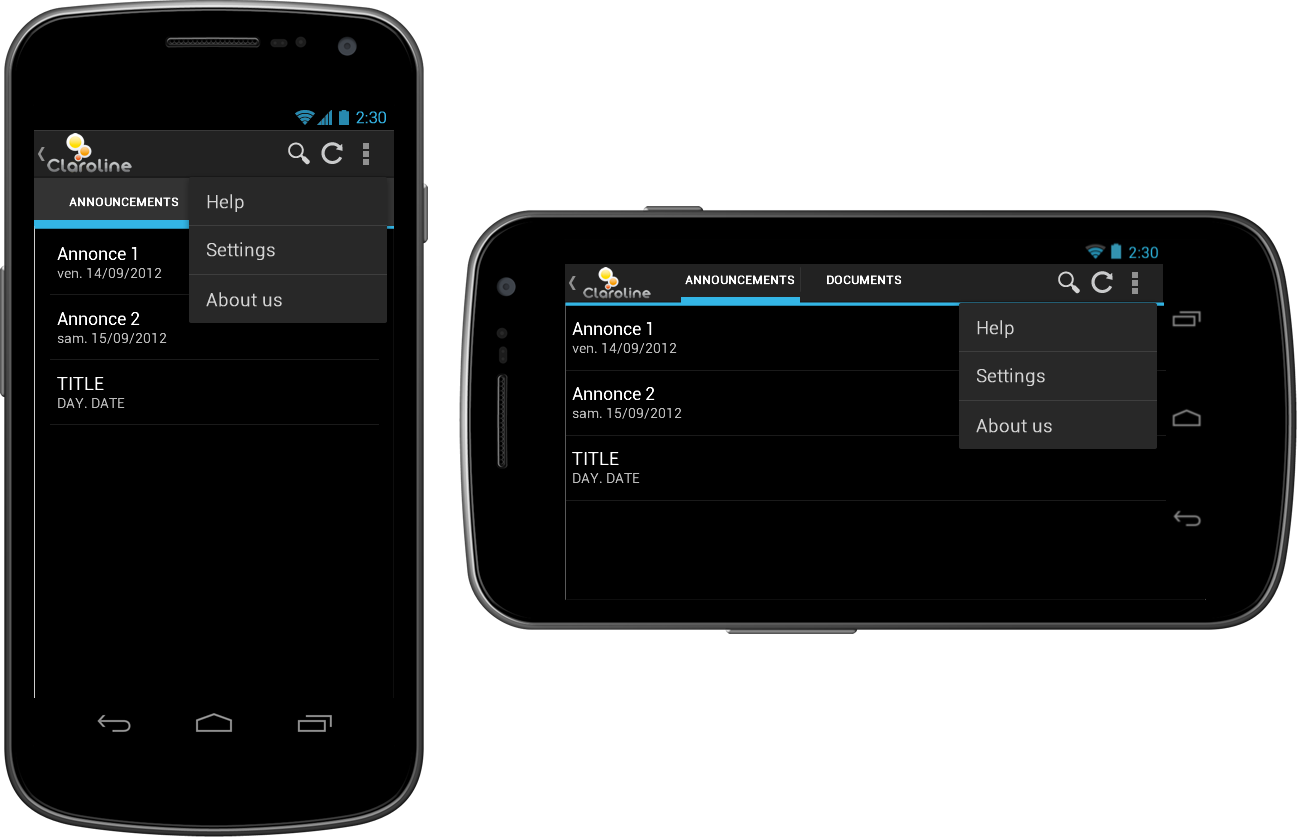 2:30
Claroline
ANNOUNCEMENTS
Help
Settings
About us
Annonce 1
ven. 14/09/2012
Annonce 2
sam. 15/09/2012
TITLE
DAY. DATE
2:30
Claroline
ANNOUNCEMENTS DOCUMENTS
Help
Settings
About us
Annonce 1
ven. 14/09/2012
Annonce 2
sam. 15/09/2012
TITLE
DAY. DATE